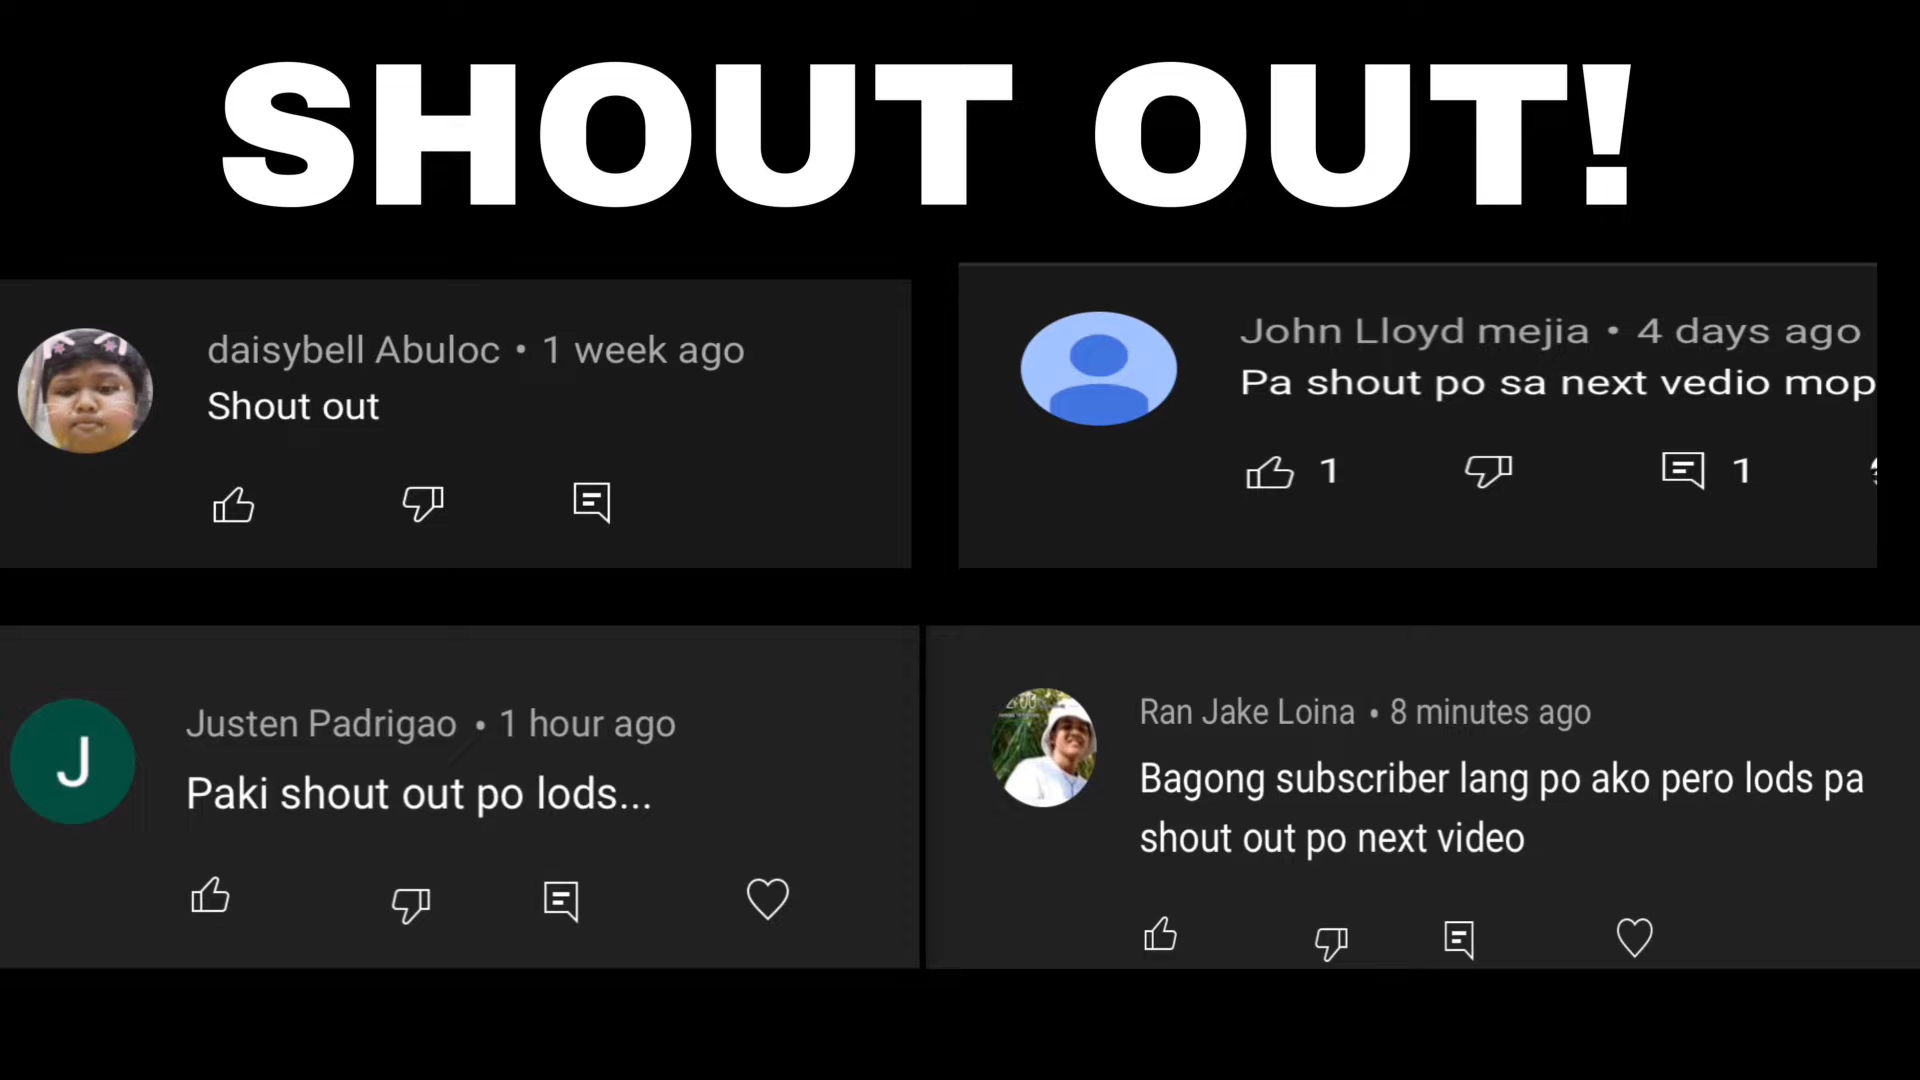 SHOUT OUT!
daisybell Abuloc • 1 week ago
Shout out
John Lloyd mejia • 4 days ago
Pa shout po sa next vedio mop
1
1
J
Justen Padrigao • 1 hour ago
Paki shout out po lods...
Ran Jake Loina • 8 minutes ago
Bagong subscriber lang po ako pero lods pa
shout out po next video